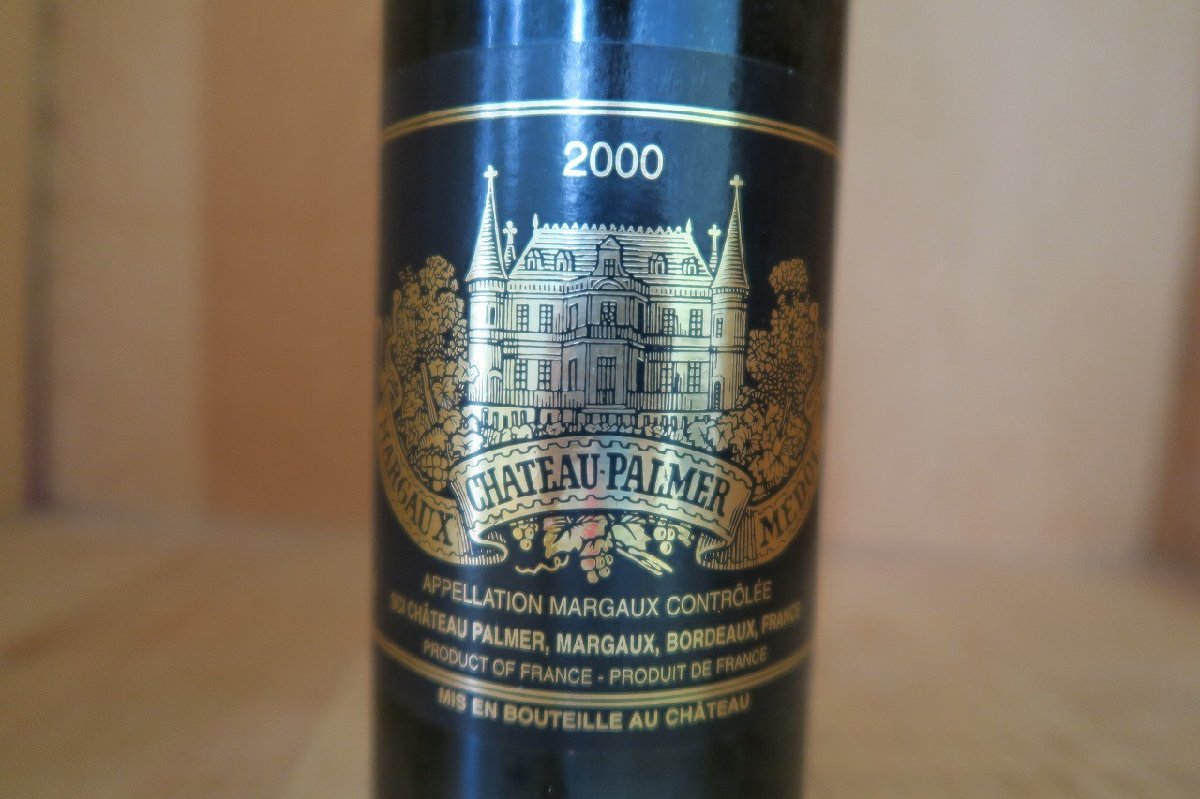 2000
CHATEAU-PALMER
MARGAUX
APPELLATION MARGAUX CONTRÔLÉE
SCI CHÂTEAU PALMER, MARGAUX, BORDEAUX, FRANCE
PRODUCT OF FRANCE - PRODUIT DE FRANCE
MIS EN BOUTEILLE AU CHÂTEAU